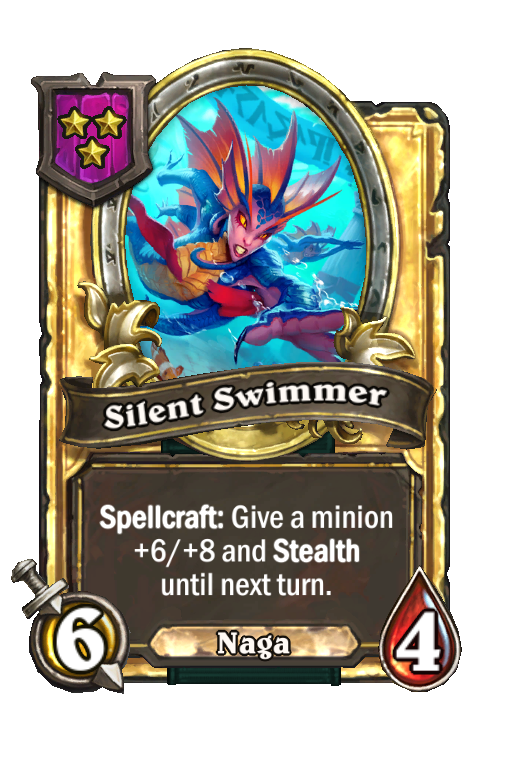 Silent Swimmer
Spellcraft: Give a minion
+6/+8 and Stealth
until next turn.
6
Naga
4